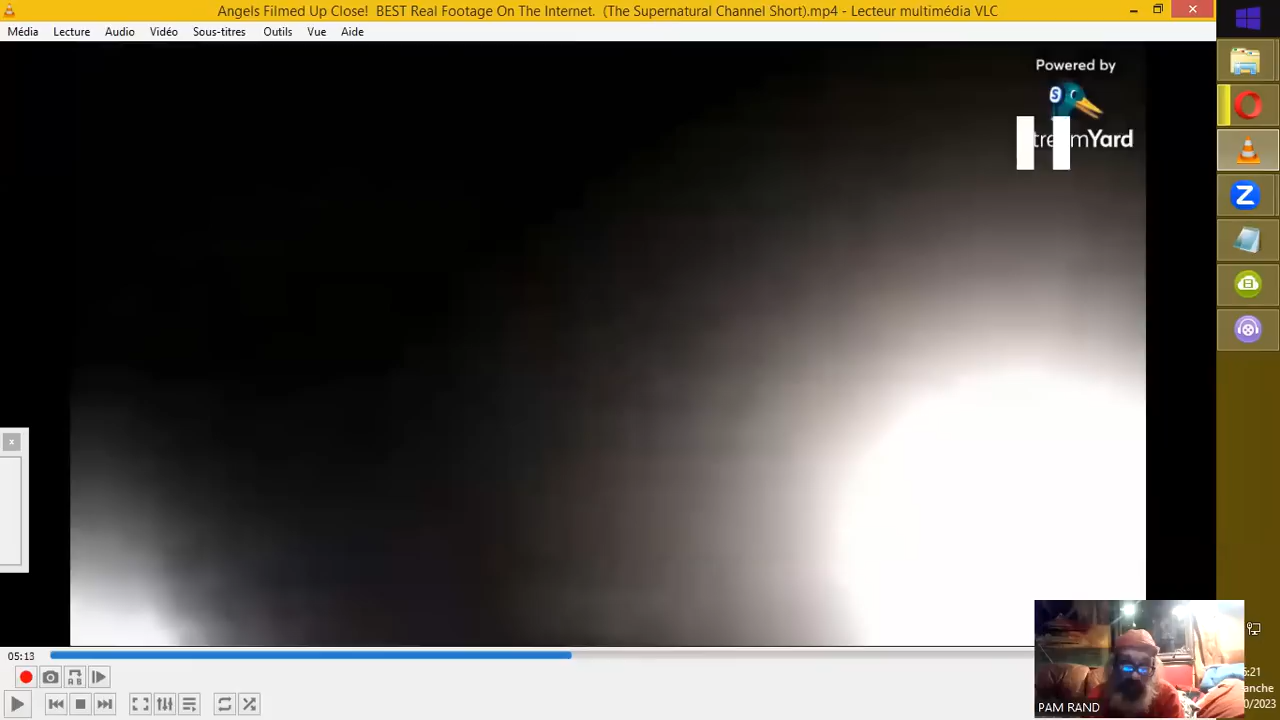 Angels Filmed Up Close!  BEST Real Footage On The Internet.  (The Supernatural Channel Short).mp4 - Lecteur multimédia VLC
Média Lecture Audio Vidéo Sous-titres Outils Vue Aide
Powered by
S
StreamYard
x
Z
05:13
A B
PAM RAND